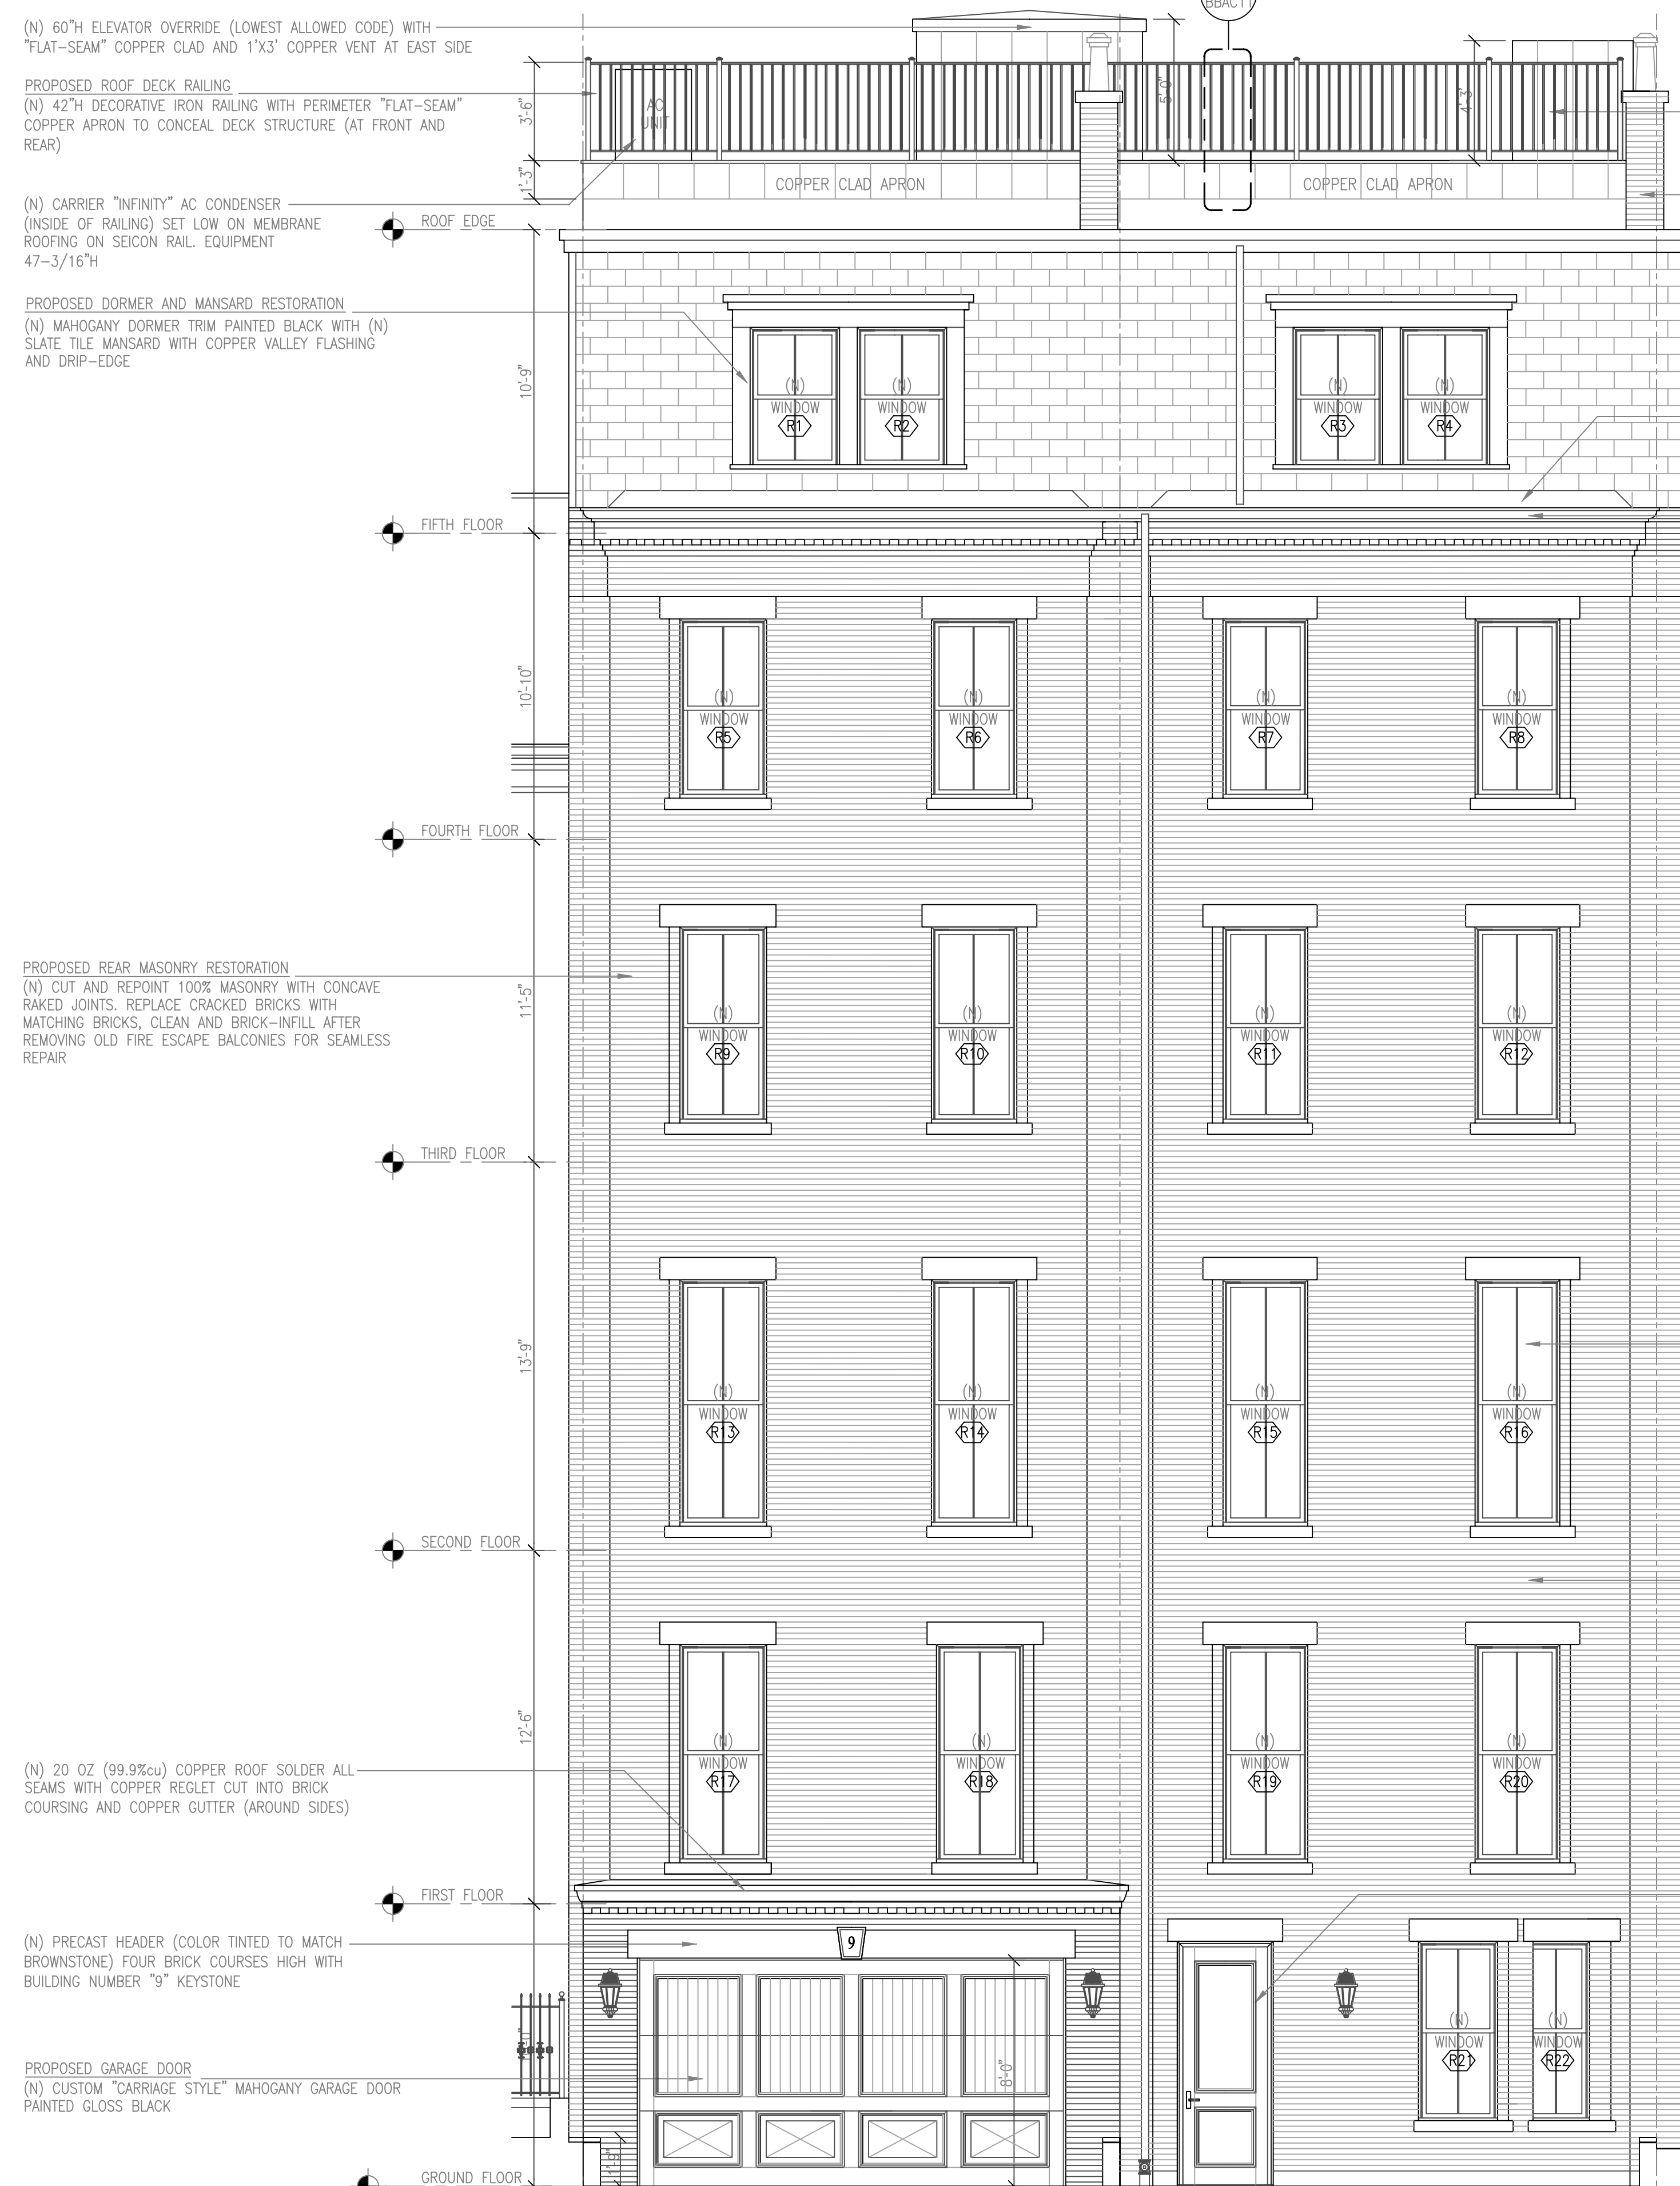 BBACT1
(N) 60"H ELEVATOR OVERRIDE (LOWEST ALLOWED CODE) WITH
"FLAT-SEAM" COPPER CLAD AND 1'X3' COPPER VENT AT EAST SIDE
PROPOSED ROOF DECK RAILING
(N) 42"H DECORATIVE IRON RAILING WITH PERIMETER "FLAT-SEAM"
COPPER APRON TO CONCEAL DECK STRUCTURE (AT FRONT AND
REAR)
3'-6"
AC
UNIT
5'-0"
4'-3"
1'-3"
COPPER CLAD APRON
COPPER CLAD APRON
(N) CARRIER "INFINITY" AC CONDENSER
(INSIDE OF RAILING) SET LOW ON MEMBRANE
ROOFING ON SEICON RAIL. EQUIPMENT
47-3/16"H
ROOF EDGE
PROPOSED DORMER AND MANSARD RESTORATION
(N) MAHOGANY DORMER TRIM PAINTED BLACK WITH (N)
SLATE TILE MANSARD WITH COPPER VALLEY FLASHING
AND DRIP-EDGE
10'-9"
(N) (N) (N) (N)
WINDOW WINDOW WINDOW WINDOW
R1 R2 R3 R4
FIFTH FLOOR
10'-10"
(N) (N) (N) (N)
WINDOW WINDOW WINDOW WINDOW
R5 R6 R7 R8
FOURTH FLOOR
PROPOSED REAR MASONRY RESTORATION
(N) CUT AND REPOINT 100% MASONRY WITH CONCAVE
RAKED JOINTS. REPLACE CRACKED BRICKS WITH
MATCHING BRICKS, CLEAN AND BRICK-INFILL AFTER
REMOVING OLD FIRE ESCAPE BALCONIES FOR SEAMLESS
REPAIR
11'-5"
(N) (N) (N) (N)
WINDOW WINDOW WINDOW WINDOW
R9 R10 R11 R12
THIRD FLOOR
13'-9"
(N) (N) (N) (N)
WINDOW WINDOW WINDOW WINDOW
R13 R14 R15 R16
SECOND FLOOR
12'-6"
(N) (N) (N) (N)
WINDOW WINDOW WINDOW WINDOW
R17 R18 R19 R20
(N) 20 OZ (99.9%cu) COPPER ROOF SOLDER ALL
SEAMS WITH COPPER REGLET CUT INTO BRICK
COURSING AND COPPER GUTTER (AROUND SIDES)
FIRST FLOOR
(N) PRECAST HEADER (COLOR TINTED TO MATCH
BROWNSTONE) FOUR BRICK COURSES HIGH WITH
BUILDING NUMBER "9" KEYSTONE
9
(N) (N)
WINDOW WINDOW
R21 R22
8'-0"
PROPOSED GARAGE DOOR
(N) CUSTOM "CARRIAGE STYLE" MAHOGANY GARAGE DOOR
PAINTED GLOSS BLACK
1'-9"
GROUND FLOOR